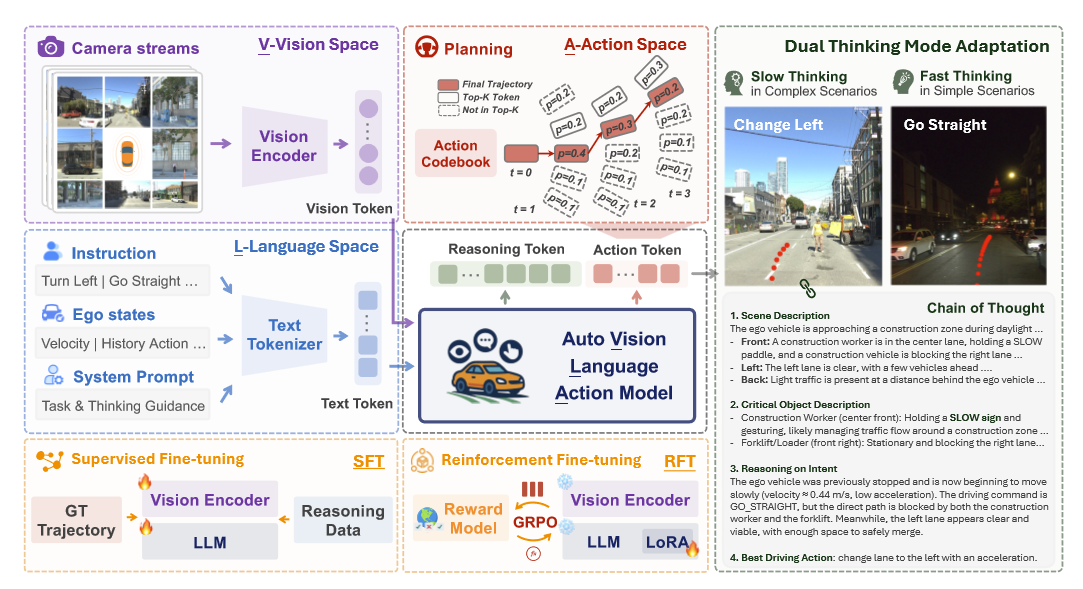 Camera streams
V-Vision Space
Vision
Encoder
Vision Token
Planning
A-Action Space
Final Trajectory
Top-K Token
Not in Top-K
Action
Codebook
p=0.3
p=0.2
p=0.2
p=0.2
p=0.2
p=0.2
p=0.3
p=0.4
p=0.2
p=0.1
p=0.1
p=0.1
p=0.1
p=0.1
p=0.1
t = 0
t = 1
t = 2
t = 3
L-Language Space
Instruction
Turn Left | Go Straight ...
Ego states
Velocity | History Action ...
System Prompt
Task & Thinking Guidance
Text
Tokenizer
Text Token
Reasoning Token
Action Token
Auto Vision
Language
Action Model
Supervised Fine-tuning
SFT
GT
Trajectory
Vision Encoder
LLM
Reasoning
Data
Reinforcement Fine-tuning
RFT
Reward
Model
GRPO
Vision Encoder
LLM
LoRA
Dual Thinking Mode Adaptation
Slow Thinking
in Complex Scenarios
Fast Thinking
in Simple Scenarios
Change Left
Go Straight
Chain of Thought
1. Scene Description
The ego vehicle is approaching a construction zone during daylight ...
- Front: A construction worker is in the center lane, holding a SLOW
paddle, and a construction vehicle is blocking the right lane ...
- Left: The left lane is clear, with a few vehicles ahead ....
- Back: Light traffic is present at a distance behind the ego vehicle ...
2. Critical Object Description
- Construction Worker (center front): Holding a SLOW sign and
gesturing, likely managing traffic flow around a construction zone ...
- Forklift/Loader (front right): Stationary and blocking the right lane...
3. Reasoning on Intent
The ego vehicle was previously stopped and is now beginning to move
slowly (velocity ≈ 0.44 m/s, low acceleration). The driving command is
GO_STRAIGHT, but the direct path is blocked by both the construction
worker and the forklift. Meanwhile, the left lane appears clear and
viable, with enough space to safely merge.
4. Best Driving Action: change lane to the left with an acceleration.